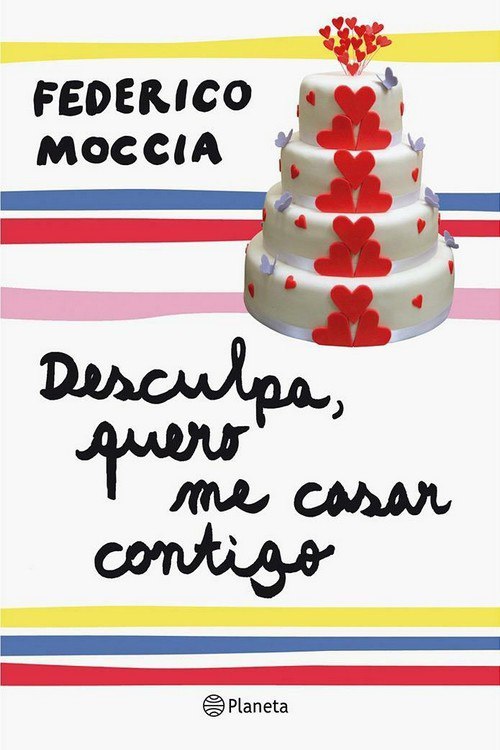 FEDERICO
MOCCIA
Desculpa,
quero
me casar
contigo
Planeta